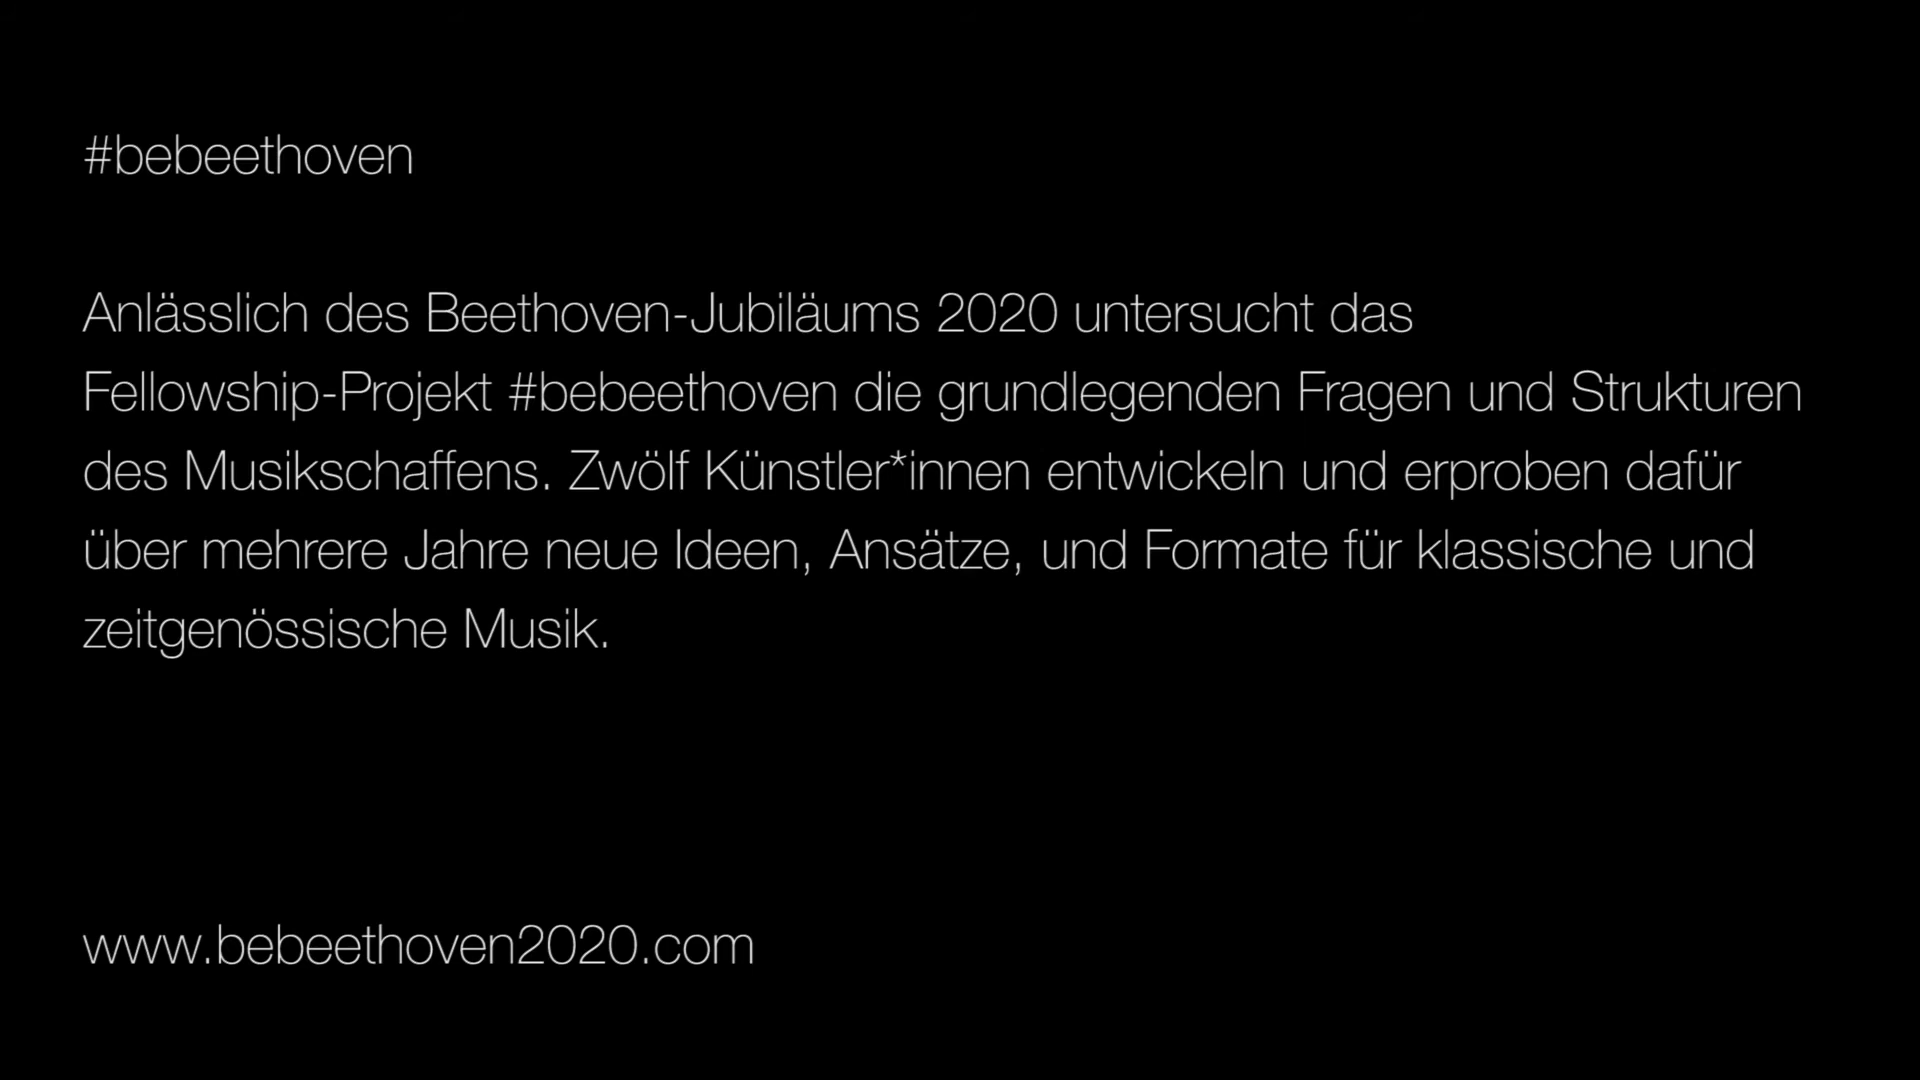 #bebeethoven
Anlässlich des Beethoven-Jubiläums 2020 untersucht das
Fellowship-Projekt #bebeethoven die grundlegenden Fragen und Strukturen
des Musikschaffens. Zwölf Künstler*innen entwickeln und erproben dafür
über mehrere Jahre neue Ideen, Ansätze, und Formate für klassische und
zeitgenössische Musik.
www.bebeethoven2020.com